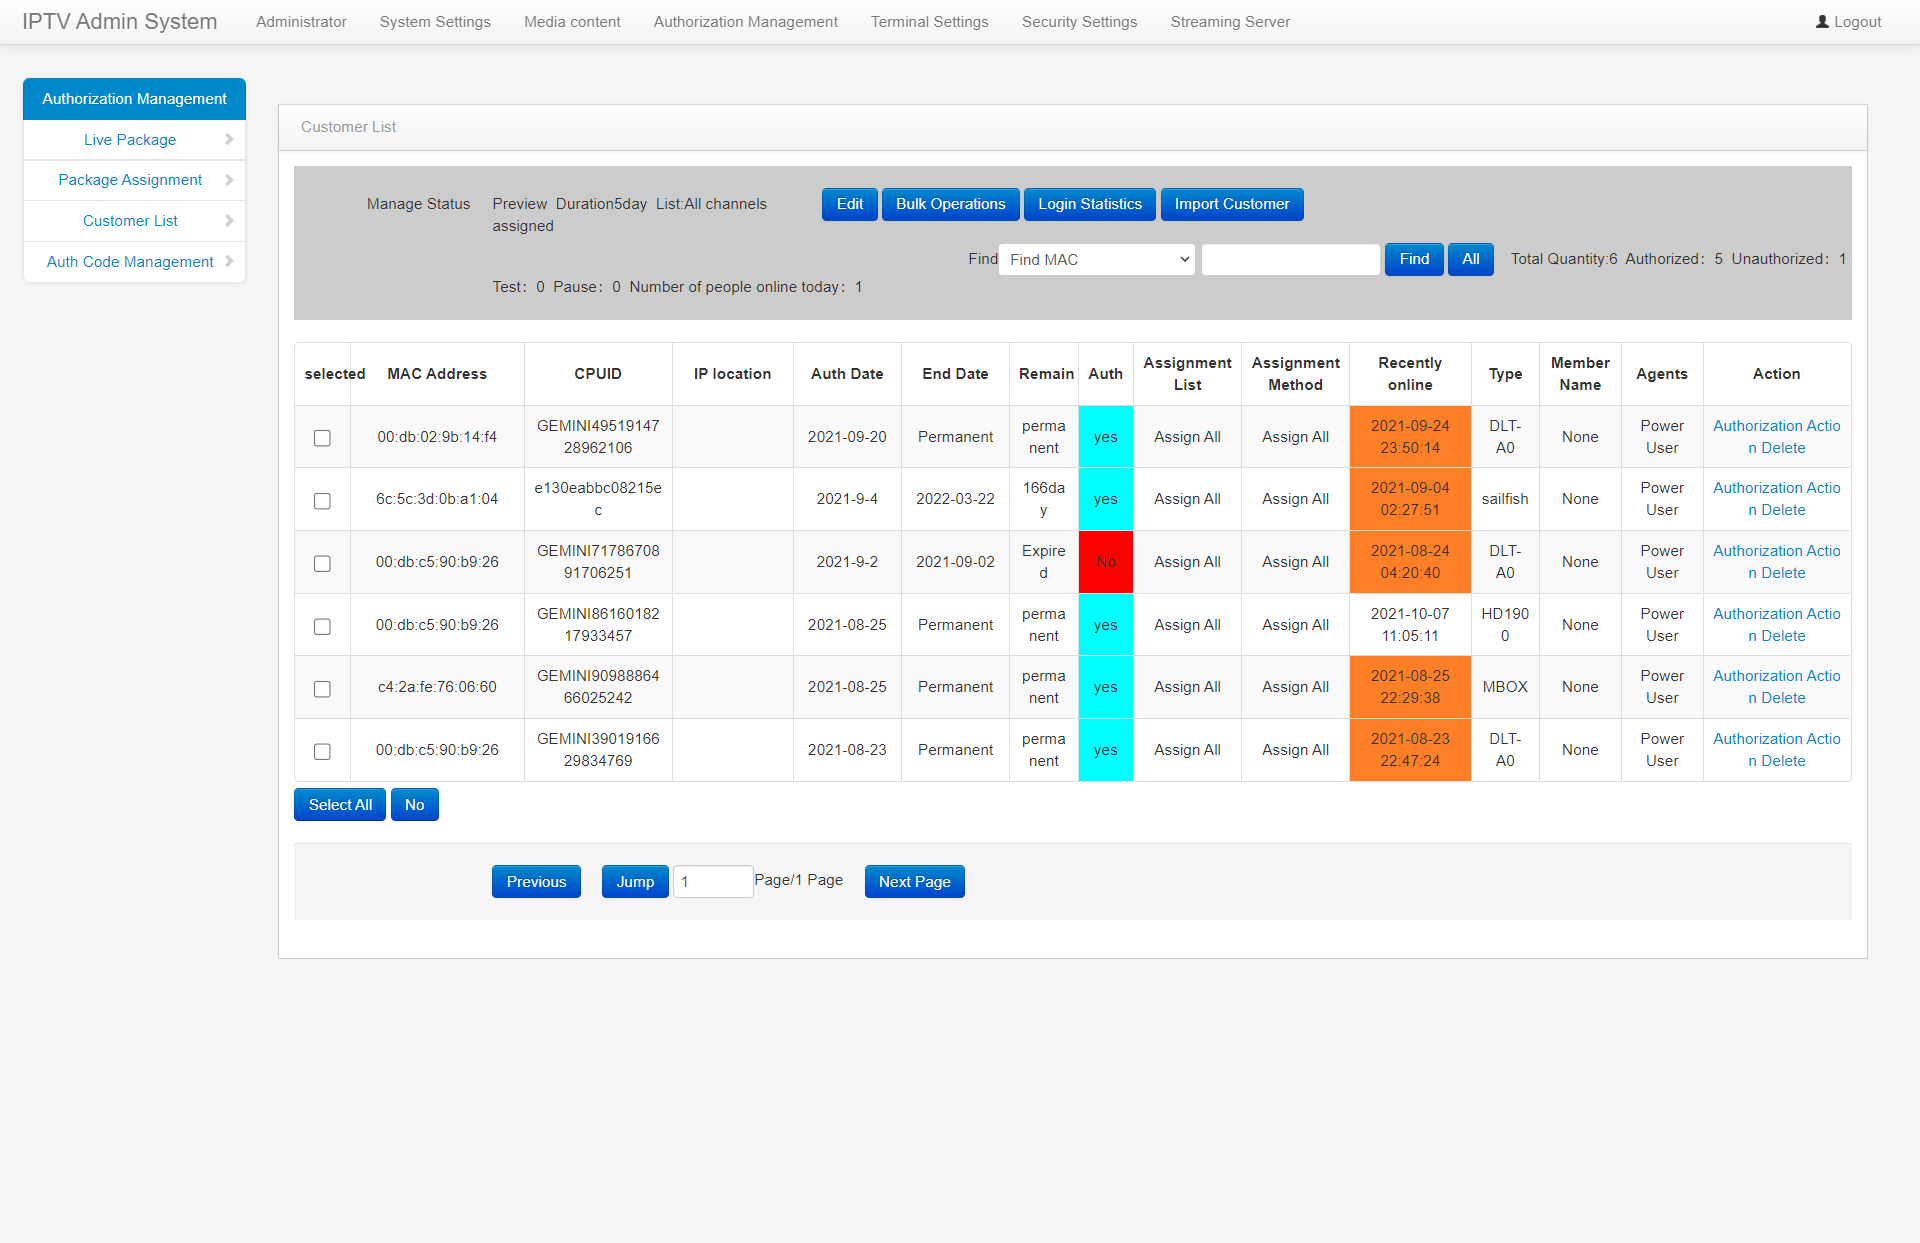 IPTV Admin System Administrator System Settings Media content Authorization Management Terminal Settings Security Settings Streaming Server Logout
Authorization Management
Live Package
Package Assignment
Customer List
Auth Code Management
Customer List
Manage Status Preview Duration5day List:All channels assigned Edit Bulk Operations Login Statistics Import Customer
Find Find MAC Find All Total Quantity:6 Authorized：5 Unauthorized：1
Test：0 Pause：0 Number of people online today：1
selected MAC Address CPUID IP location Auth Date End Date Remain Auth Assignment List Assignment Method Recently online Type Member Name Agents Action
00:db:02:9b:14:f4 GEMINI4951914728962106 2021-09-20 Permanent permanent yes Assign All Assign All 2021-09-24 23:50:14 DLT-A0 None Power User Authorization Action Delete
6c:5c:3d:0b:a1:04 e130eabbc08215ec 2021-9-4 2022-03-22 166day yes Assign All Assign All 2021-09-04 02:27:51 sailfish None Power User Authorization Action Delete
00:db:c5:90:b9:26 GEMINI7178670891706251 2021-9-2 2021-09-02 Expired No Assign All Assign All 2021-08-24 04:20:40 DLT-A0 None Power User Authorization Action Delete
00:db:c5:90:b9:26 GEMINI8616018217933457 2021-08-25 Permanent permanent yes Assign All Assign All 2021-10-07 11:05:11 HD1900 None Power User Authorization Action Delete
c4:2a:fe:76:06:60 GEMINI9098886466025242 2021-08-25 Permanent permanent yes Assign All Assign All 2021-08-25 22:29:38 MBOX None Power User Authorization Action Delete
00:db:c5:90:b9:26 GEMINI3901916629834769 2021-08-23 Permanent permanent yes Assign All Assign All 2021-08-23 22:47:24 DLT-A0 None Power User Authorization Action Delete
Select All No
Previous Jump 1 Page/1 Page Next Page